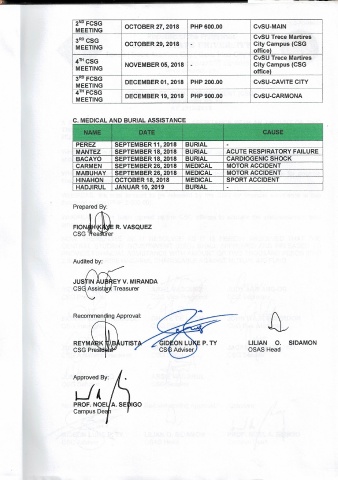 2ND FCSG MEETING OCTOBER 27, 2018 PHP 600.00 CvSU-MAIN
3RD CSG MEETING OCTOBER 29, 2018 - CvSU Trece Martires City Campus (CSG office)
4TH CSG MEETING NOVEMBER 05, 2018 - CvSU Trece Martires City Campus (CSG office)
3RD FCSG MEETING DECEMBER 01, 2018 PHP 200.00 CvSU-CAVITE CITY
4TH FCSG MEETING DECEMBER 19, 2018 PHP 900.00 CvSU-CARMONA
C. MEDICAL AND BURIAL ASSISTANCE
NAME DATE CAUSE
PEREZ SEPTEMBER 11, 2018 BURIAL -
MANTEZ SEPTEMBER 18, 2018 BURIAL ACUTE RESPIRATORY FAILURE
BACAYO SEPTEMBER 18, 2018 BURIAL CARDIOGENIC SHOCK
CARMEN SEPTEMBER 26, 2018 MEDICAL MOTOR ACCIDENT
MABUHAY SEPTEMBER 26, 2018 MEDICAL MOTOR ACCIDENT
HINAHON OCTOBER 18, 2018 MEDICAL SPORT ACCIDENT
HADJIRUL JANUAR 10, 2019 BURIAL -
Prepared By:
FIONAH KAYE R. VASQUEZ
CSG Treasurer
Audited by:
JUSTIN AUBREY V. MIRANDA
CSG Assistant Treasurer
Recommending Approval:
REYMARK T. BAUTISTA GIDEON LUKE P. TY LILIAN O. SIDAMON
CSG President CSG Adviser OSAS Head
Approved By:
PROF. NOEL A. SEDIGO
Campus Dean